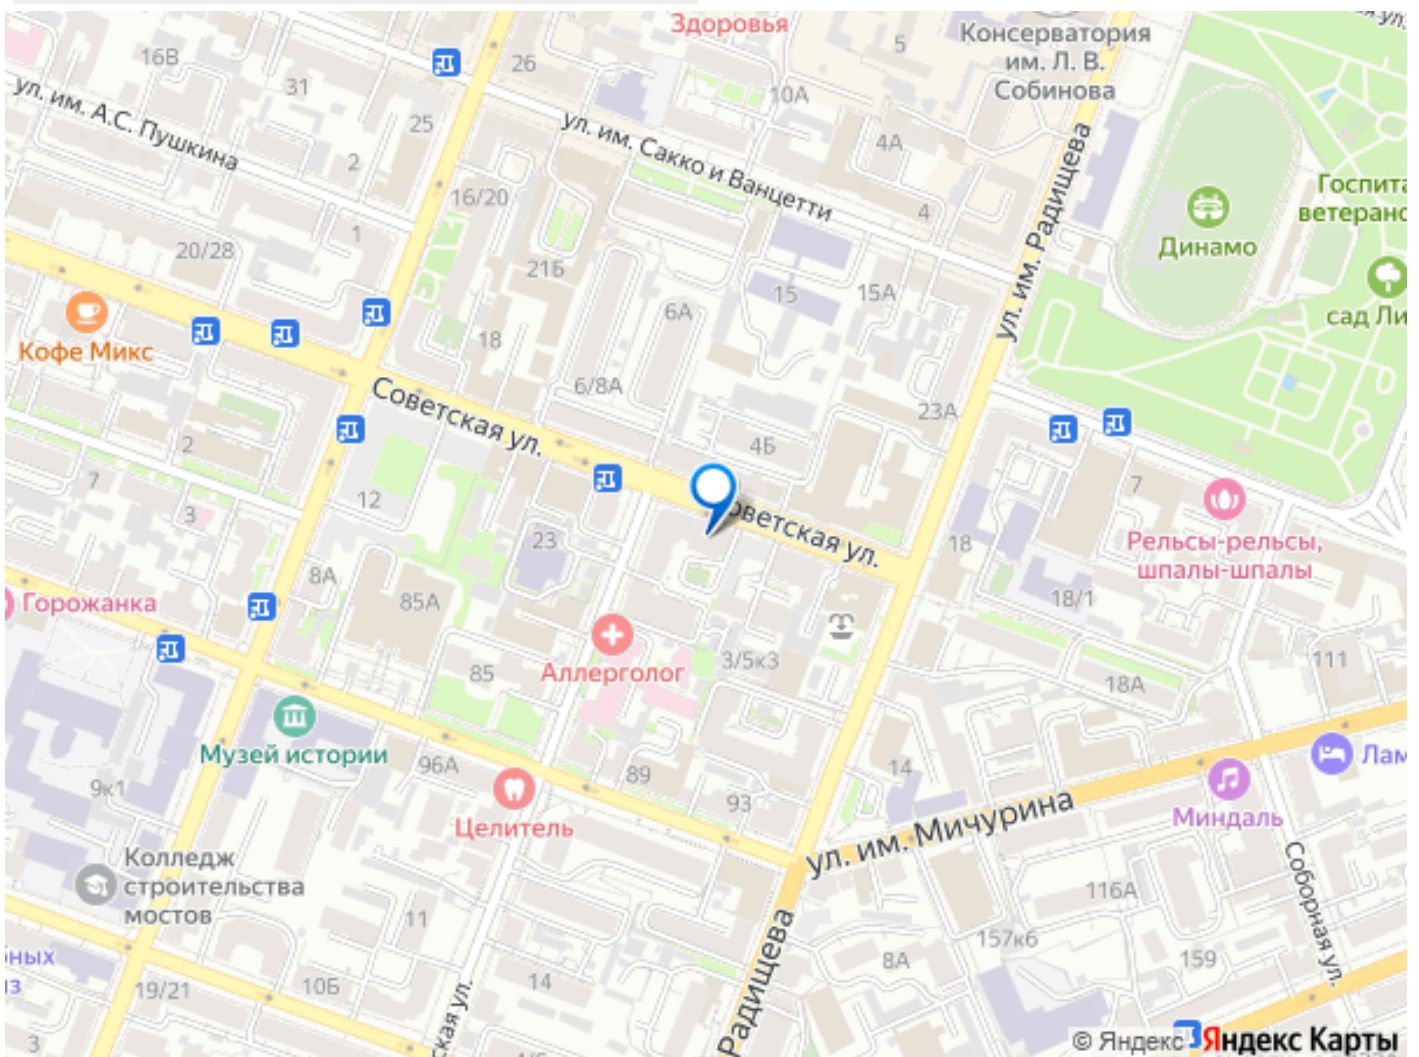 Здоровья
5
Консерватория
им. Л. В.
Собинова
16В
26
31
10А
ул. им. А.С. Пушкина
25
ул. им. Сакко и Ванцетти
4А
ул. им. Радищева
2
Госпита
ветерано
16/20
4
Динамо
1
20/28
21Б
15
15А
6А
сад Ли
Кофе Микс
18
6/8А
Советская ул.
23А
2
4Б
7
12
7
3
23
оветская ул.
18
Рельсы-рельсы,
шпалы-шпалы
8А
85А
18/1
Горожанка
Аллерголог
3/5к3
111
85
18А
Музей истории
96А
89
14
Лам
9к1
93
Целитель
ул. им. Мичурина
Миндаль
Колледж
строительства
мостов
116А
Соборная ул.
11
157к6
Радищева
ных
з
8А
159
19/21
10Б
14
ская ул.
3
© Яндекс Яндекс Карты